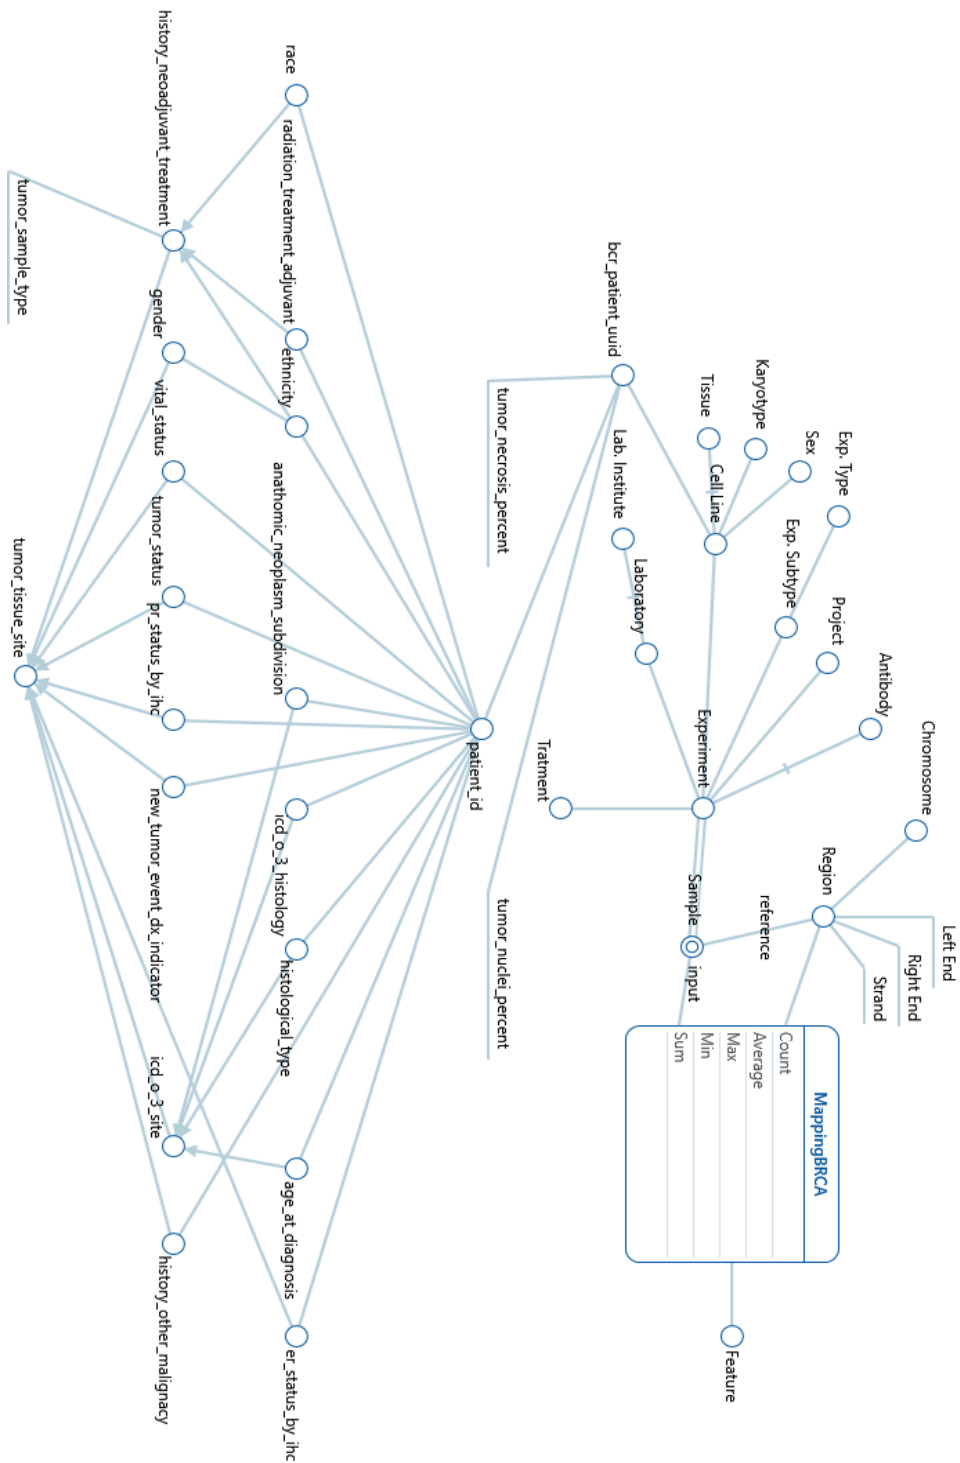 Left End
Right End
Strand
Chromosome
Region
reference
Antibody
Project
Exp. Type
Exp. Subtype
Sex
Karyotype
Tissue
Cell Line
Experiment
Laboratory
Lab. Institute
Tratment
Sample
input
MappingBRCA
Count
Average
Max
Min
Sum
Feature
bcr_patient_uuid
tumor_necrosis_percent
tumor_nuclei_percent
patient_id
race
radiation_treatment_adjuvant
ethnicity
anathomic_neoplasm_subdivision
icd_o_3_histology
histological_type
age_at_diagnosis
er_status_by_ihc
history_neoadjuvant_treatment
gender
vital_status
tumor_status
pr_status_by_ihc
new_tumor_event_dx_indicator
icd_o_3_site
history_other_malignacy
tumor_sample_type
tumor_tissue_site